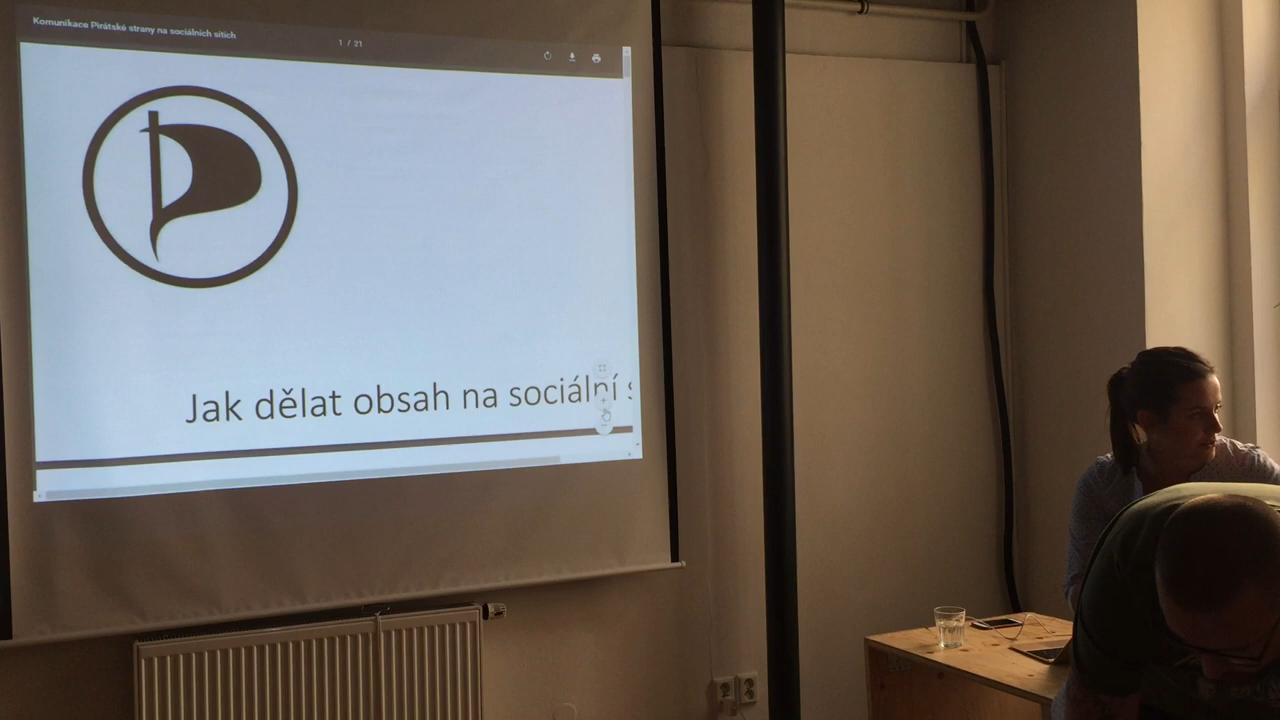 Komunikace Pirátské strany na sociálních sítích
1 / 21
Jak dělat obsah na sociální